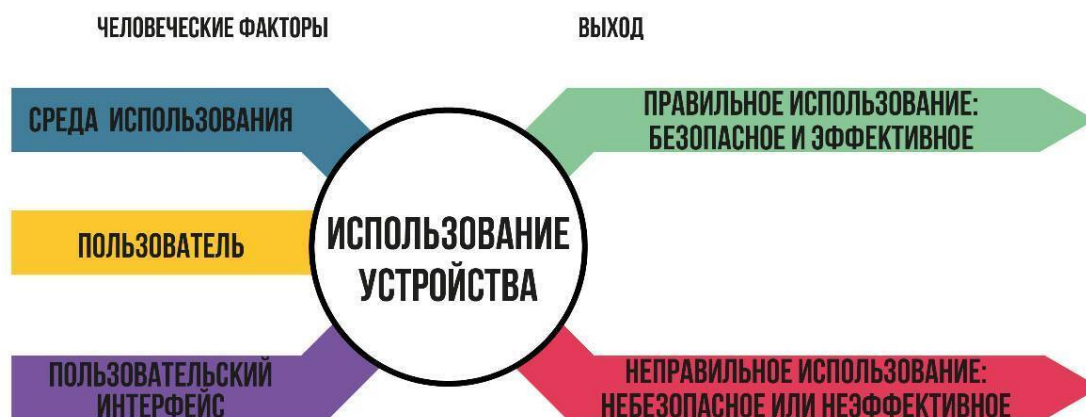 ЧЕЛОВЕЧЕСКИЕ ФАКТОРЫ
ВЫХОД
СРЕДА ИСПОЛЬЗОВАНИЯ
ПОЛЬЗОВАТЕЛЬ
ПОЛЬЗОВАТЕЛЬСКИЙ
ИНТЕРФЕЙС
ИСПОЛЬЗОВАНИЕ
УСТРОЙСТВА
ПРАВИЛЬНОЕ ИСПОЛЬЗОВАНИЕ:
БЕЗОПАСНОЕ И ЭФФЕКТИВНОЕ
НЕПРАВИЛЬНОЕ ИСПОЛЬЗОВАНИЕ:
НЕБЕЗОПАСНОЕ ИЛИ НЕЭФФЕКТИВНОЕ